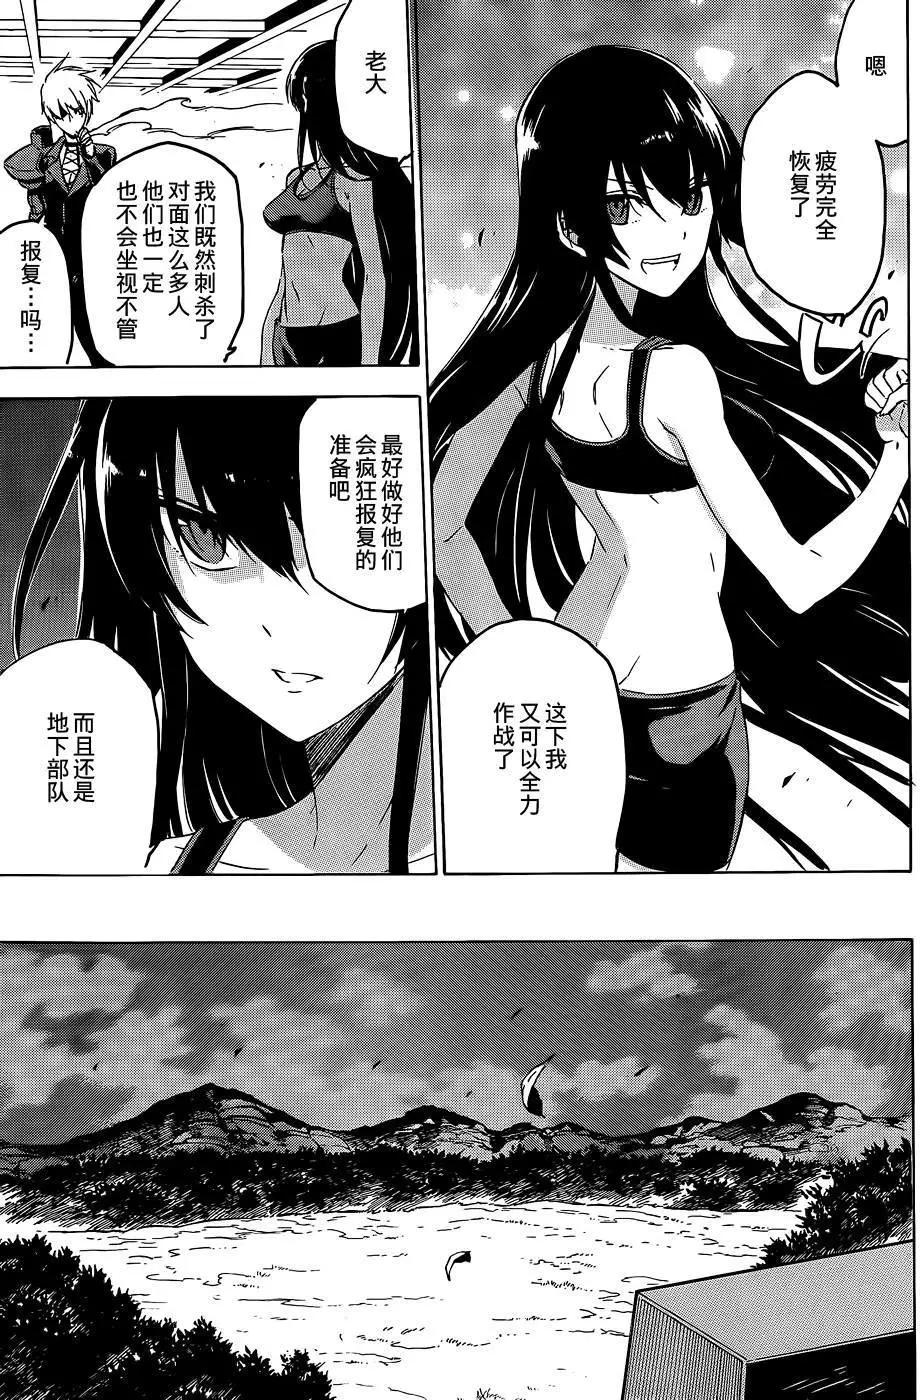 嗯
疲劳完全
恢复了
这下我
又可以全力
作战了
老大
我们既然刺杀了
对面这么多人
他们也一定
也不会坐视不管
报复…吗…
最好做好他们
会疯狂报复的
准备吧
而且还是
地下部队